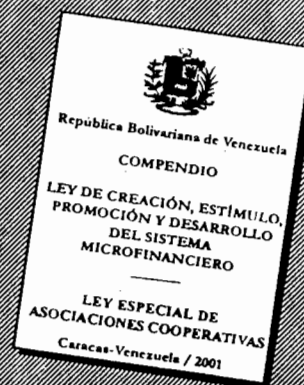 República Bolivariana de Venezuela
COMPENDIO
LEY DE CREACIÓN, ESTÍMULO,
PROMOCIÓN Y DESARROLLO
DEL SISTEMA
MICROFINANCIERO
LEY ESPECIAL DE
ASOCIACIONES COOPERATIVAS
Caracas-Venezuela / 2001